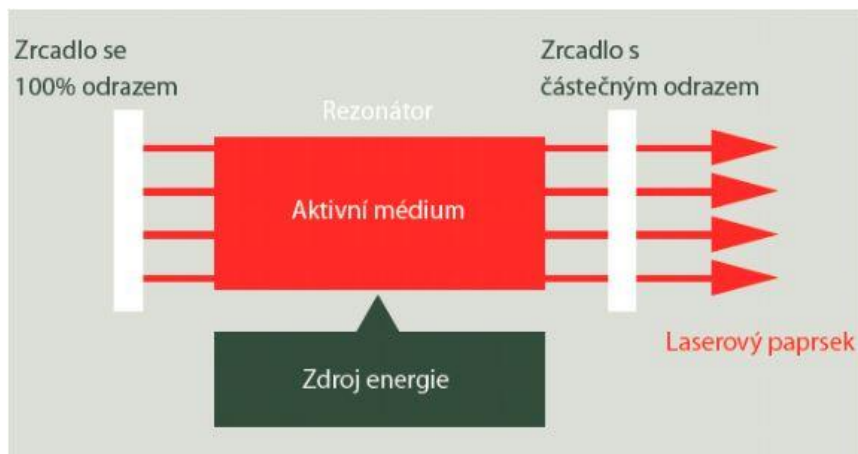 Zrcadlo se
100% odrazem
Zrcadlo s
částečným odrazem
Rezonátor
Aktivní médium
Zdroj energie
Laserový paprsek